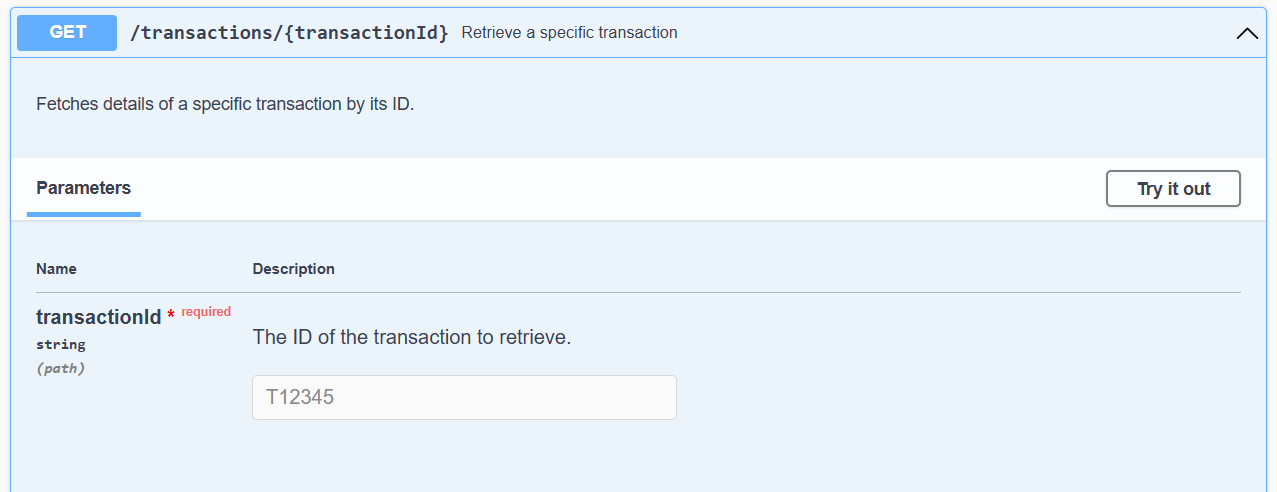 GET /transactions/{transactionId} Retrieve a specific transaction
Fetches details of a specific transaction by its ID.
Parameters Try it out
Name Description
transactionId * required
string
(path)
The ID of the transaction to retrieve.
T12345